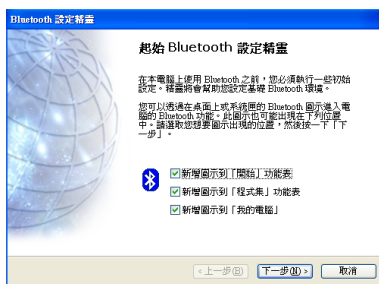 Bluetooth 設定精靈
起始 Bluetooth 設定精靈
在本電腦上使用 Bluetooth 之前，您必須執行一些初始
設定。精靈將會幫助您設定基礎 Bluetooth 環境。
您可以透過在桌面上或系統匣的 Bluetooth 圖示進入電
腦的 Bluetooth 功能。此圖示也可能出現在下列位置
中。請選取您想要圖示出現的位置，然後按一下「下
一步」。
新增圖示到「開始」功能表
新增圖示到「程式集」功能表
新增圖示到「我的電腦」
<上一步(B) 下一步(N)> 取消